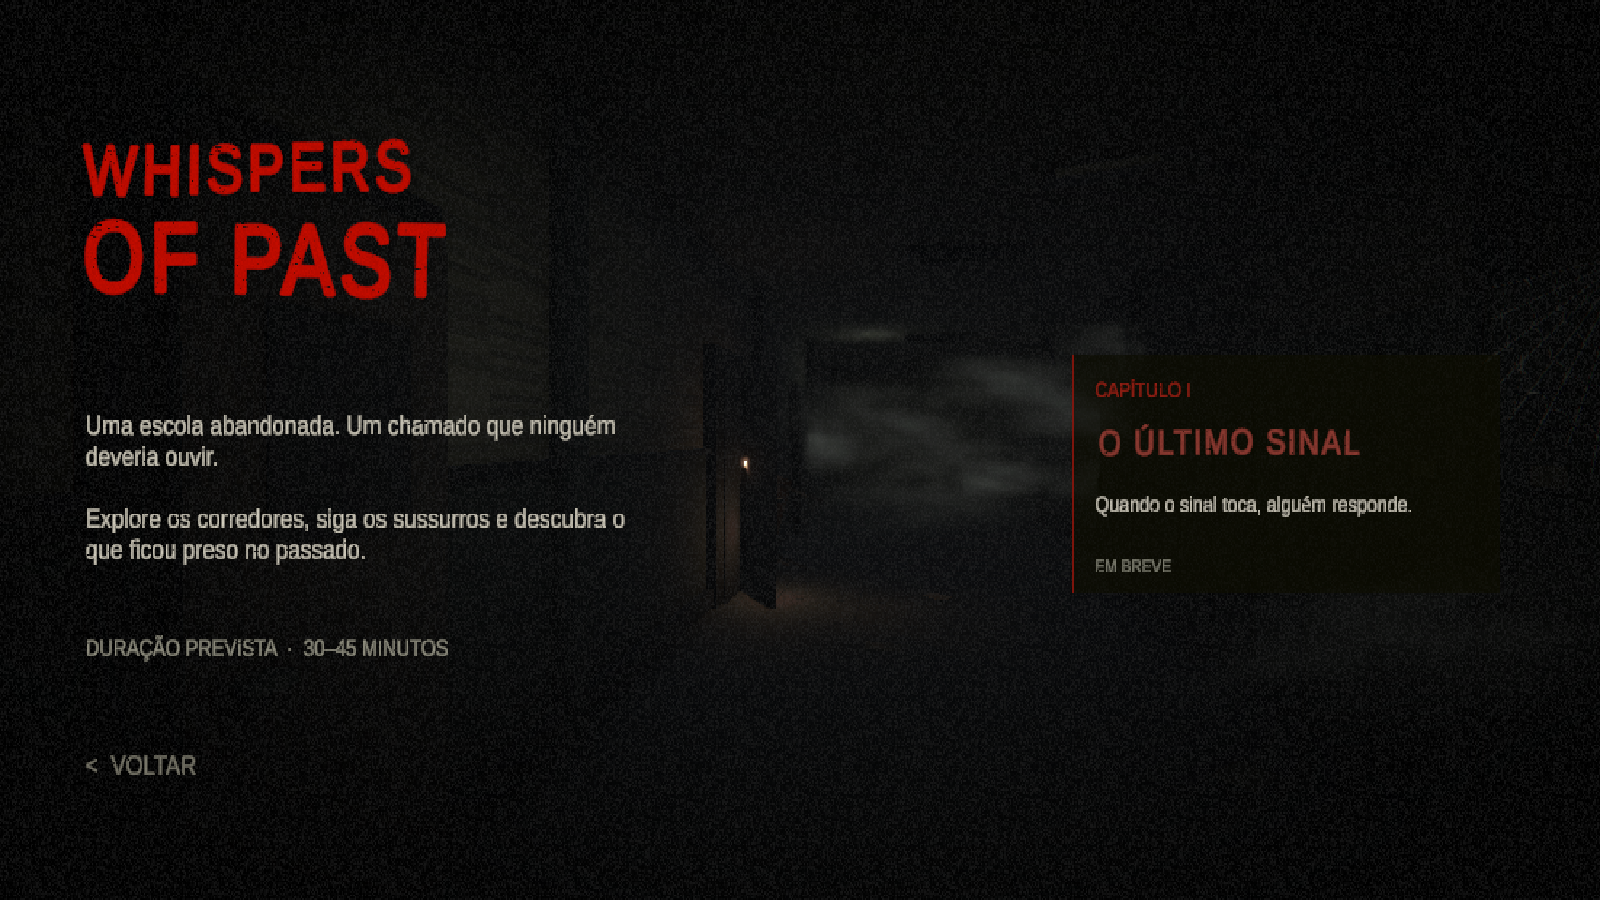 WHISPERS
OF PAST
Uma escola abandonada. Um chamado que ninguém
deveria ouvir.
Explore os corredores, siga os sussurros e descubra o
que ficou preso no passado.
DURAÇÃO PREVISTA · 30–45 MINUTOS
< VOLTAR
CAPÍTULO I
O ÚLTIMO SINAL
Quando o sinal toca, alguém responde.
EM BREVE